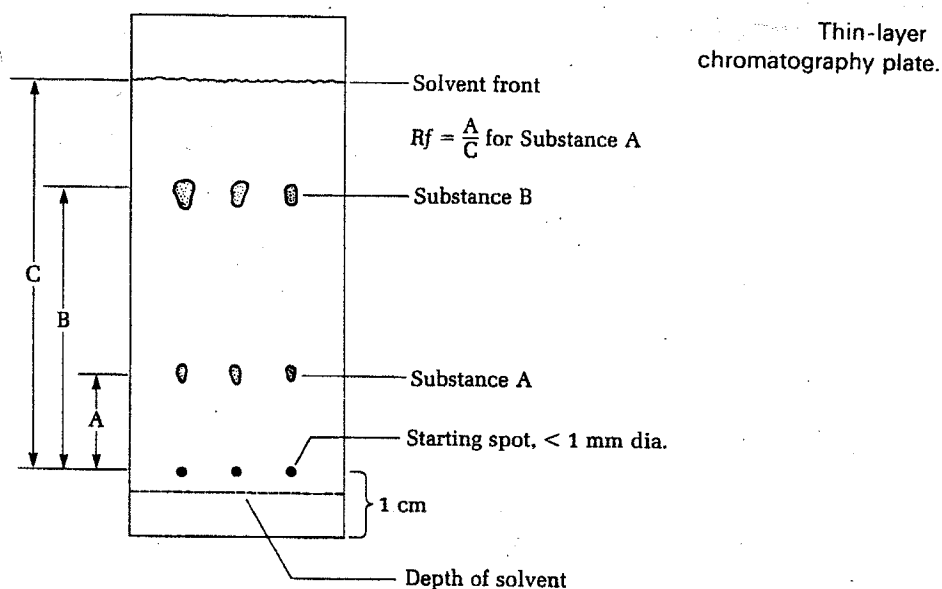 Thin-layer
chromatography plate.
Solvent front
Rf = A/C for Substance A
Substance B
C
B
Substance A
A
Starting spot, < 1 mm dia.
1 cm
Depth of solvent